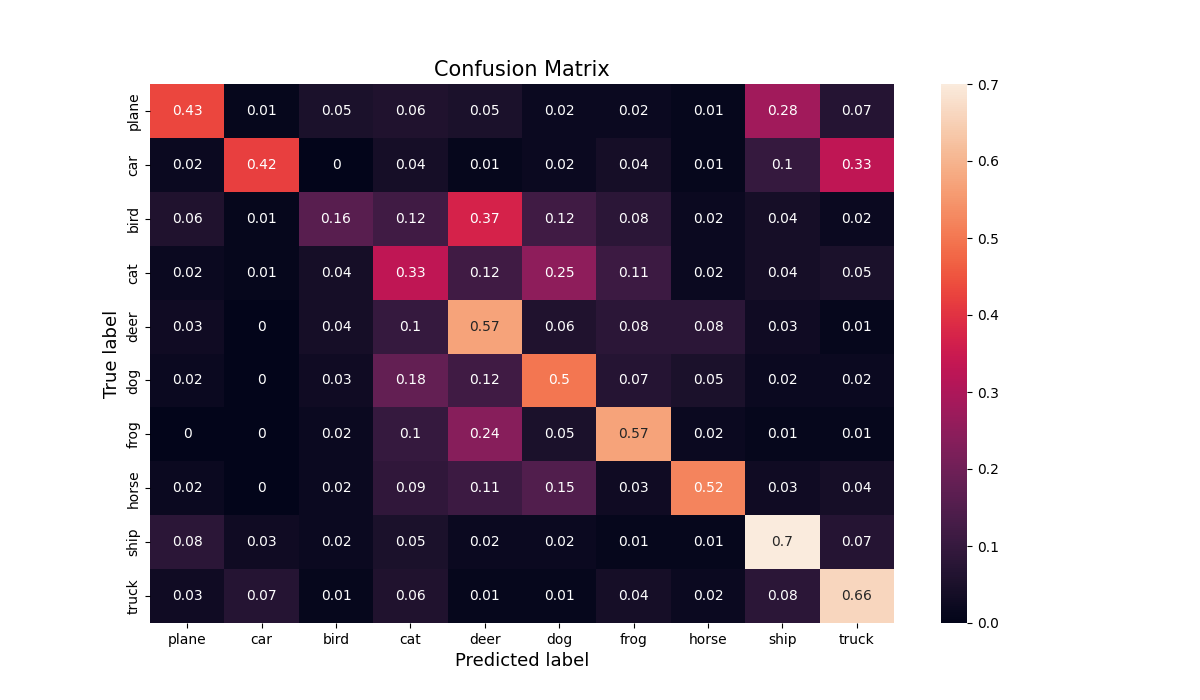 Confusion Matrix
plane 0.43 0.01 0.05 0.06 0.05 0.02 0.02 0.01 0.28 0.07
car 0.02 0.42 0 0.04 0.01 0.02 0.04 0.01 0.1 0.33
bird 0.06 0.01 0.16 0.12 0.37 0.12 0.08 0.02 0.04 0.02
cat 0.02 0.01 0.04 0.33 0.12 0.25 0.11 0.02 0.04 0.05
deer 0.03 0 0.04 0.1 0.57 0.06 0.08 0.08 0.03 0.01
dog 0.02 0 0.03 0.18 0.12 0.5 0.07 0.05 0.02 0.02
frog 0 0 0.02 0.1 0.24 0.05 0.57 0.02 0.01 0.01
horse 0.02 0 0.02 0.09 0.11 0.15 0.03 0.52 0.03 0.04
ship 0.08 0.03 0.02 0.05 0.02 0.02 0.01 0.01 0.7 0.07
truck 0.03 0.07 0.01 0.06 0.01 0.01 0.04 0.02 0.08 0.66
plane car bird cat deer dog frog horse ship truck
Predicted label
True label
0.7
0.6
0.5
0.4
0.3
0.2
0.1
0.0